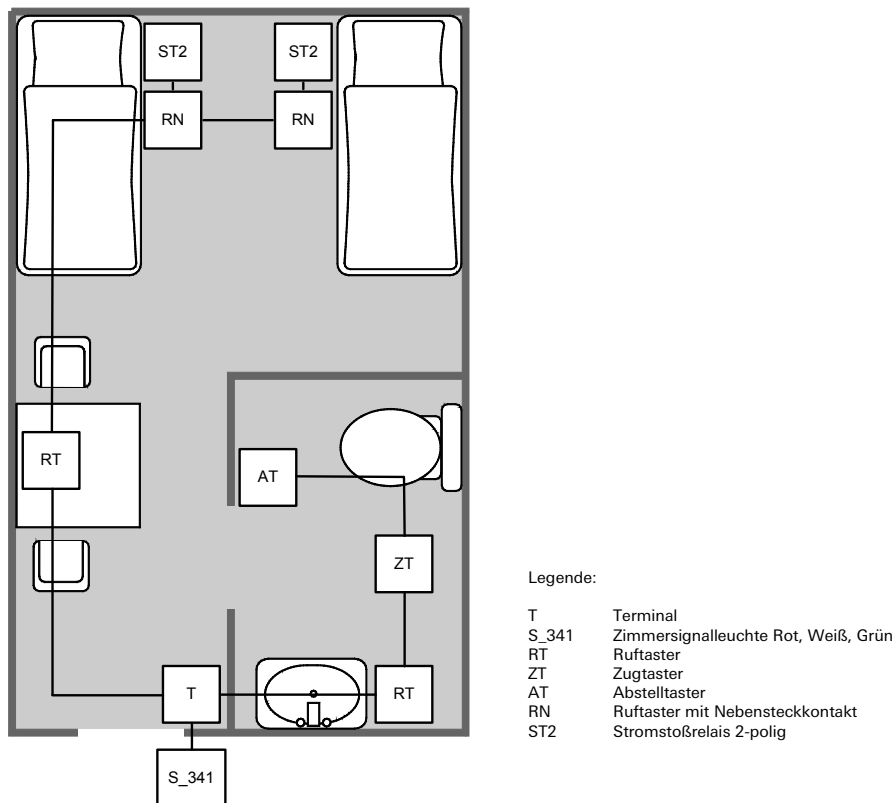 ST2 ST2
RN RN
RT
AT
ZT
Legende:
T Terminal
S_341 Zimmersignalleuchte Rot, Weiß, Grün
RT Ruftaster
ZT Zugtaster
AT Abstelltaster
RN Ruftaster mit Nebensteckkontakt
ST2 Stromstoßrelais 2-polig
T RT
S_341